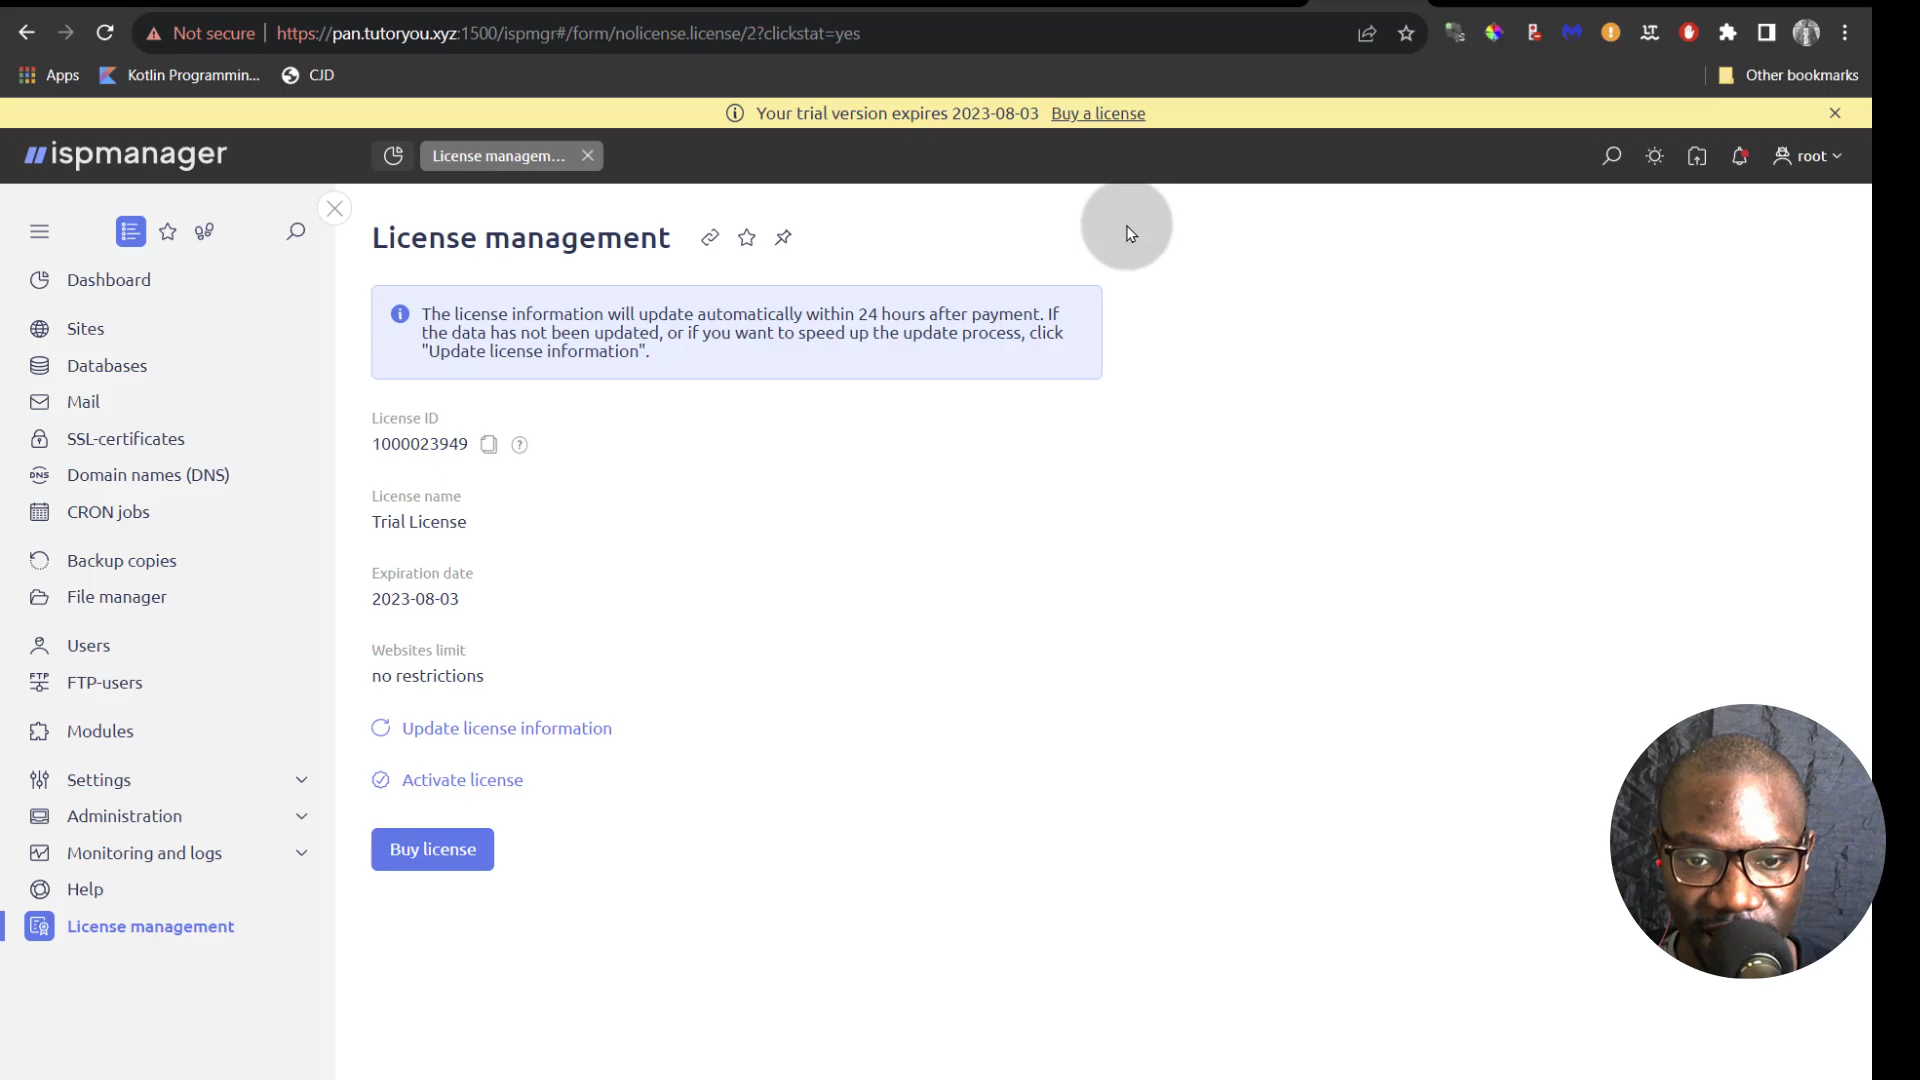 Not secure
https://pan.tutoryou.xyz:1500/ispmgr#/form/nolicense.license/2?clickstat=yes
Apps
Kotlin Programmin...
CJD
Other bookmarks
Your trial version expires 2023-08-03 Buy a license
ispmanager
License managem...
root
Dashboard
Sites
Databases
Mail
SSL-certificates
DNS
Domain names (DNS)
CRON jobs
Backup copies
File manager
Users
FTP
FTP-users
Modules
Settings
Administration
Monitoring and logs
Help
License management
License management
The license information will update automatically within 24 hours after payment. If
the data has not been updated, or if you want to speed up the update process, click
"Update license information".
License ID
1000023949
License name
Trial License
Expiration date
2023-08-03
Websites limit
no restrictions
Update license information
Activate license
Buy license